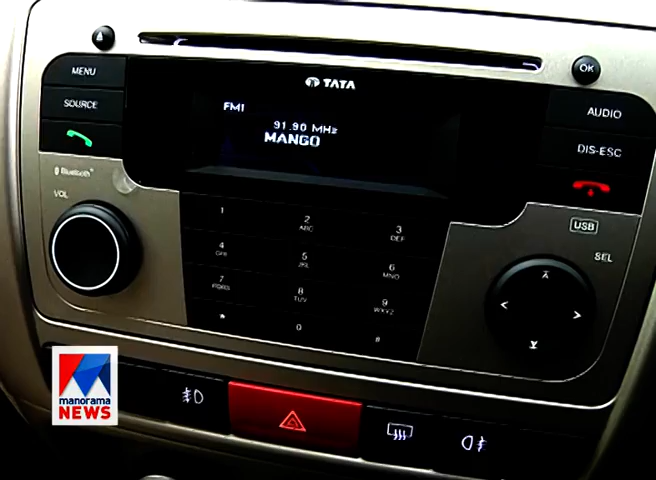 MENU
OK
TATA
SOURCE
FM1
AUDIO
91.90 MHz
MANGO
DIS-ESC
Bluetooth
VOL
USB
SEL
1
2
ABC
3
DEF
4
GHI
5
JKL
6
MNO
7
PQRS
8
TUV
9
WXYZ
*
0
#
manorama
NEWS